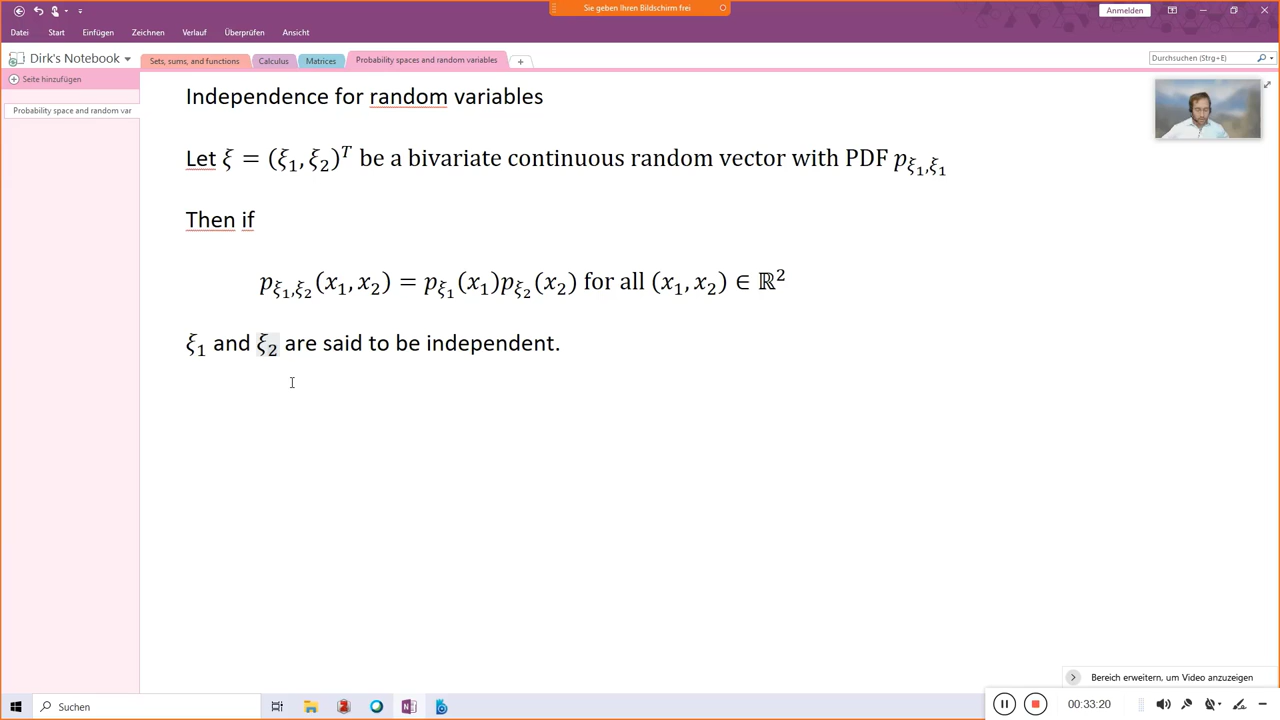 Sie geben Ihren Bildschirm frei
Anmelden
Datei Start Einfügen Zeichnen Verlauf Überprüfen Ansicht
Dirk's Notebook
Sets, sums, and functions
Calculus
Matrices
Probability spaces and random variables
Durchsuchen (Strg+E)
Seite hinzufügen
Probability space and random var
Independence for random variables
Let ξ = (ξ₁, ξ₂)ᵀ be a bivariate continuous random vector with PDF p_{ξ₁,ξ₁}
Then if
p_{ξ₁,ξ₂}(x₁, x₂) = p_{ξ₁}(x₁)p_{ξ₂}(x₂) for all (x₁, x₂) ∈ ℝ²
ξ₁ and ξ₂ are said to be independent.
Bereich erweitern, um Video anzuzeigen
Suchen
00:33:20